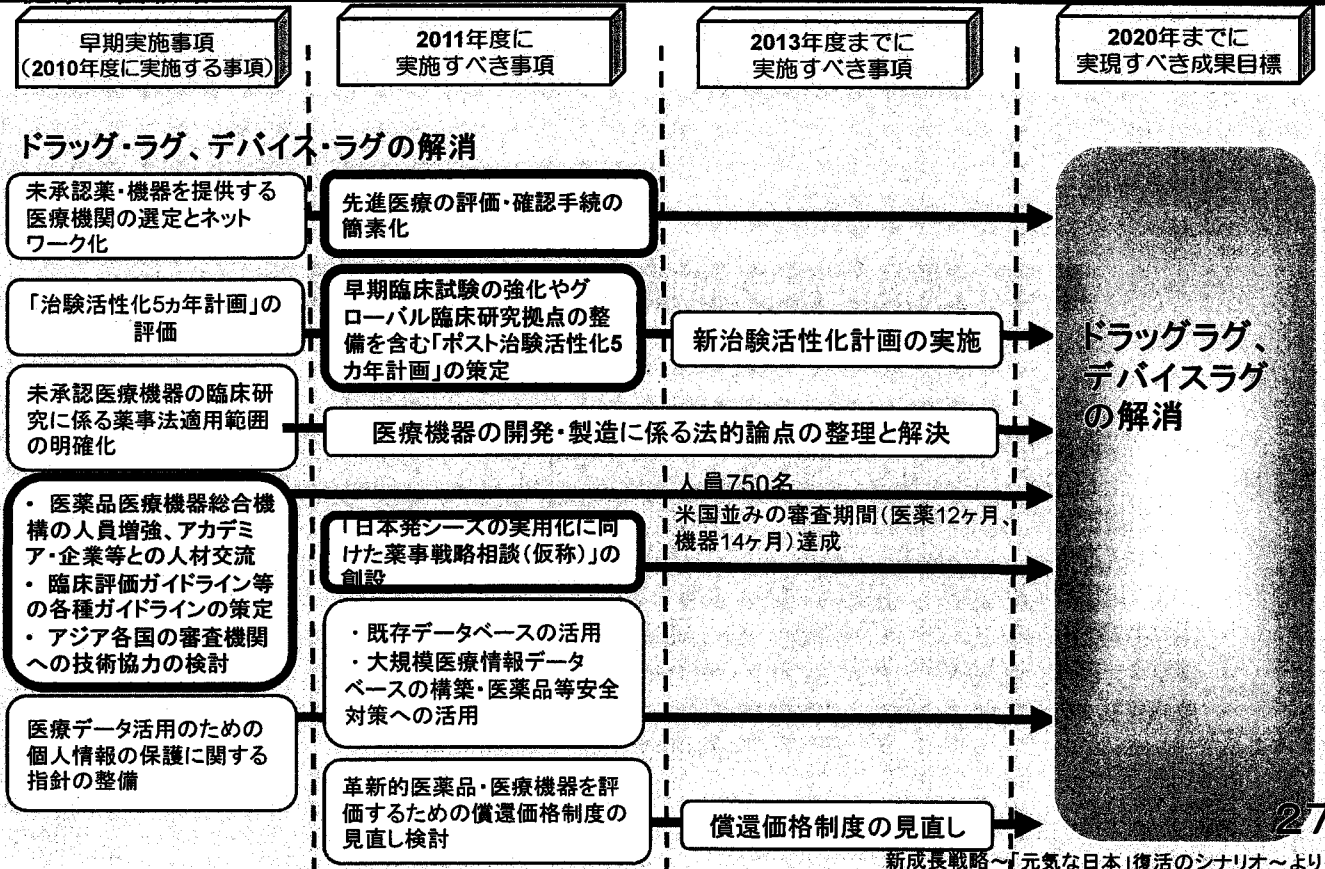 早期実施事項
（2010年度に実施する事項）
2011年度に
実施すべき事項
2013年度までに
実施すべき事項
2020年までに
実現すべき成果目標
ドラッグ・ラグ、デバイス・ラグの解消
未承認薬・機器を提供する
医療機関の選定とネット
ワーク化
先進医療の評価・確認手続の
簡素化
「治験活性化5ヵ年計画」の
評価
早期臨床試験の強化やグ
ローバル臨床研究拠点の整
備を含む「ポスト治験活性化5
カ年計画」の策定
新治験活性化計画の実施
未承認医療機器の臨床研
究に係る薬事法適用範囲
の明確化
医療機器の開発・製造に係る法的論点の整理と解決
・ 医薬品医療機器総合機
構の人員増強、アカデミ
ア・企業等との人材交流
・ 臨床評価ガイドライン等
の各種ガイドラインの策定
・ アジア各国の審査機関
への技術協力の検討
人員750名
米国並みの審査期間（医薬12ヶ月、
機器14ヶ月）達成
「日本発シーズの実用化に向
けた薬事戦略相談（仮称）」の
創設
・既存データベースの活用
・大規模医療情報データ
ベースの構築・医薬品等安全
対策への活用
医療データ活用のための
個人情報の保護に関する
指針の整備
革新的医薬品・医療機器を評
価するための償還価格制度の
見直し検討
償還価格制度の見直し
ドラッグラグ、
デバイスラグ
の解消
27
新成長戦略～「元気な日本」復活のシナリオ～より